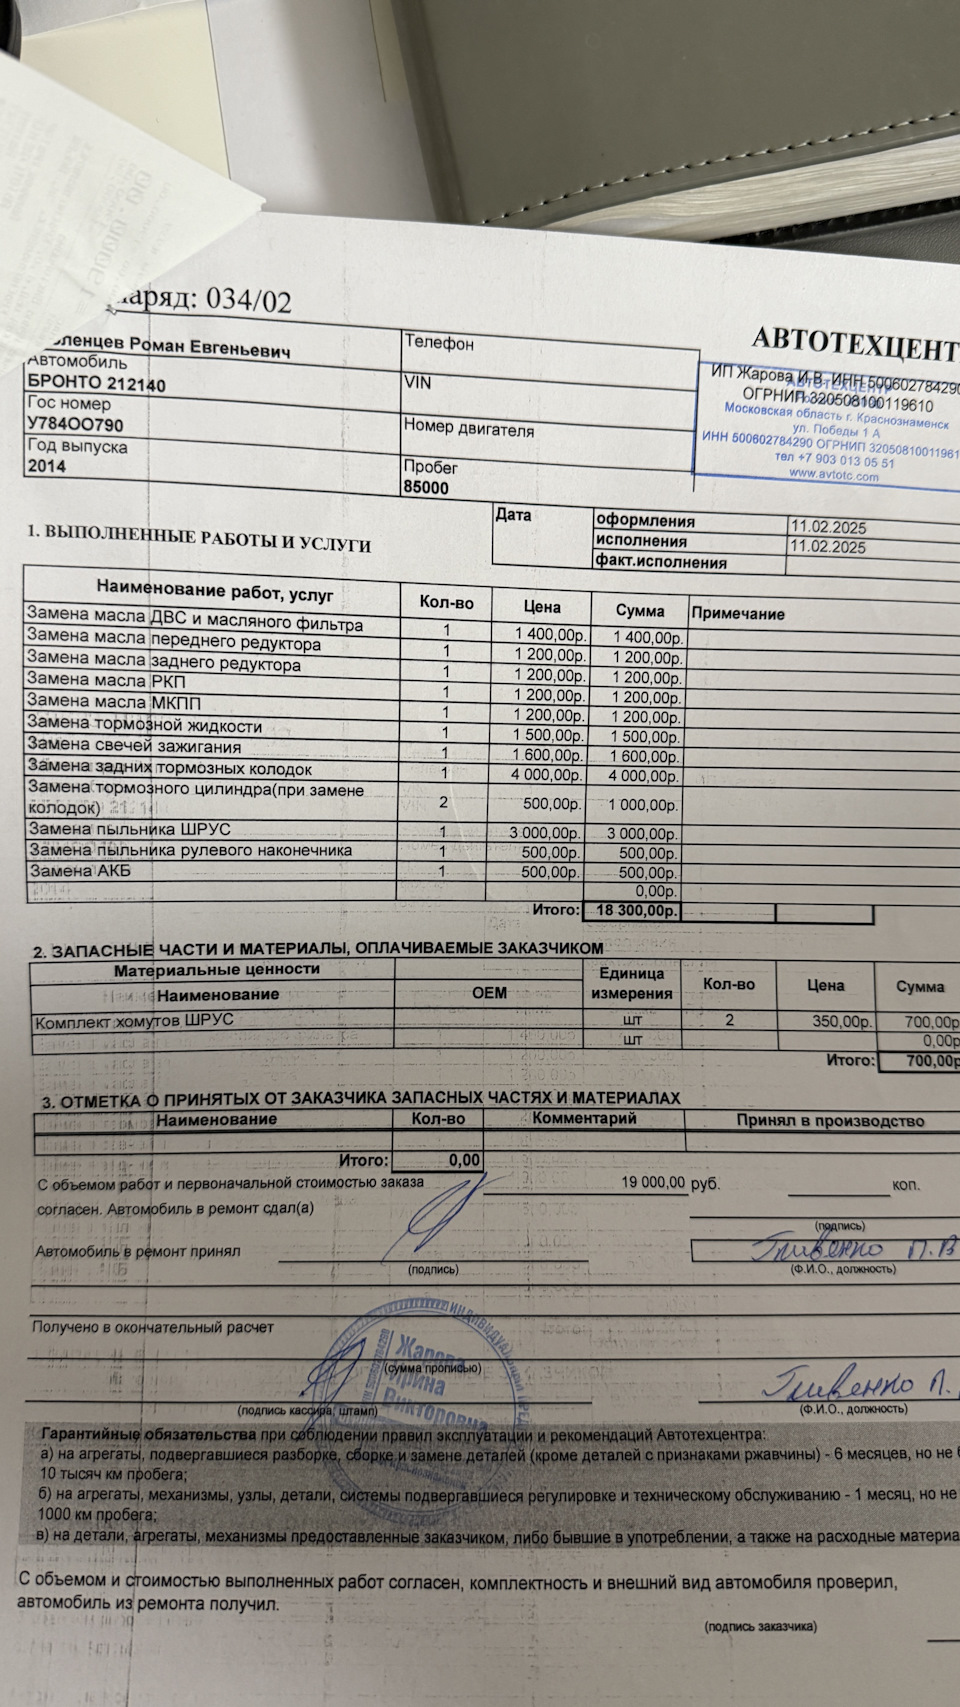 аряд: 034/02
ленцев Роман Евгеньевич
Автомобиль
БРОНТО 212140
Гос номер
У784ОО790
Год выпуска
2014
Телефон
VIN
Номер двигателя
Пробег
85000
АВТОТЕХЦЕНТ
ИП Жарова И.В. ИНН 500602784290
ОГРНИП 320508100119610
АВТОТЕХЦЕНТР
Московская область г. Краснознаменск
ул. Победы 1 А
ИНН 500602784290 ОГРНИП 32050810011961
тел +7 903 013 05 51
www.avtotc.com
Дата
оформления 11.02.2025
исполнения 11.02.2025
факт.исполнения
1. ВЫПОЛНЕННЫЕ РАБОТЫ И УСЛУГИ
Наименование работ, услуг Кол-во Цена Сумма Примечание
Замена масла ДВС и масляного фильтра 1 1 400,00р. 1 400,00р.
Замена масла переднего редуктора 1 1 200,00р. 1 200,00р.
Замена масла заднего редуктора 1 1 200,00р. 1 200,00р.
Замена масла РКП 1 1 200,00р. 1 200,00р.
Замена масла МКПП 1 1 200,00р. 1 200,00р.
Замена тормозной жидкости 1 1 500,00р. 1 500,00р.
Замена свечей зажигания 1 1 600,00р. 1 600,00р.
Замена задних тормозных колодок 1 4 000,00р. 4 000,00р.
Замена тормозного цилиндра(при замене
колодок) 2 500,00р. 1 000,00р.
Замена пыльника ШРУС 1 3 000,00р. 3 000,00р.
Замена пыльника рулевого наконечника 1 500,00р. 500,00р.
Замена АКБ 1 500,00р. 500,00р.
0,00р.
Итого: 18 300,00р.
2. ЗАПАСНЫЕ ЧАСТИ И МАТЕРИАЛЫ, ОПЛАЧИВАЕМЫЕ ЗАКАЗЧИКОМ
Материальные ценности
Наименование OEM Единица измерения Кол-во Цена Сумма
Комплект хомутов ШРУС шт 2 350,00р. 700,00р
шт 0,00р
Итого: 700,00р
3. ОТМЕТКА О ПРИНЯТЫХ ОТ ЗАКАЗЧИКА ЗАПАСНЫХ ЧАСТЯХ И МАТЕРИАЛАХ
Наименование Кол-во Комментарий Принял в производство
Итого: 0,00
С объемом работ и первоначальной стоимостью заказа 19 000,00 руб. коп.
согласен. Автомобиль в ремонт сдал(а)
(подпись)
Автомобиль в ремонт принял Гливенко П.В
(подпись) (Ф.И.О., должность)
Получено в окончательный расчет
(сумма прописью)
Жарова
Ирина
Викторовна
Гливенко П.
(подпись кассира, штамп) (Ф.И.О., должность)
Гарантийные обязательства при соблюдении правил эксплуатации и рекомендаций Автотехцентра:
а) на агрегаты, подвергавшиеся разборке, сборке и замене деталей (кроме деталей с признаками ржавчины) - 6 месяцев, но не б
10 тысяч км пробега;
б) на агрегаты, механизмы, узлы, детали, системы подвергавшиеся регулировке и техническому обслуживанию - 1 месяц, но не
1000 км пробега;
в) на детали, агрегаты, механизмы предоставленные заказчиком, либо бывшие в употреблении, а также на расходные материа
С объемом и стоимостью выполненных работ согласен, комплектность и внешний вид автомобиля проверил,
автомобиль из ремонта получил.
(подпись заказчика)